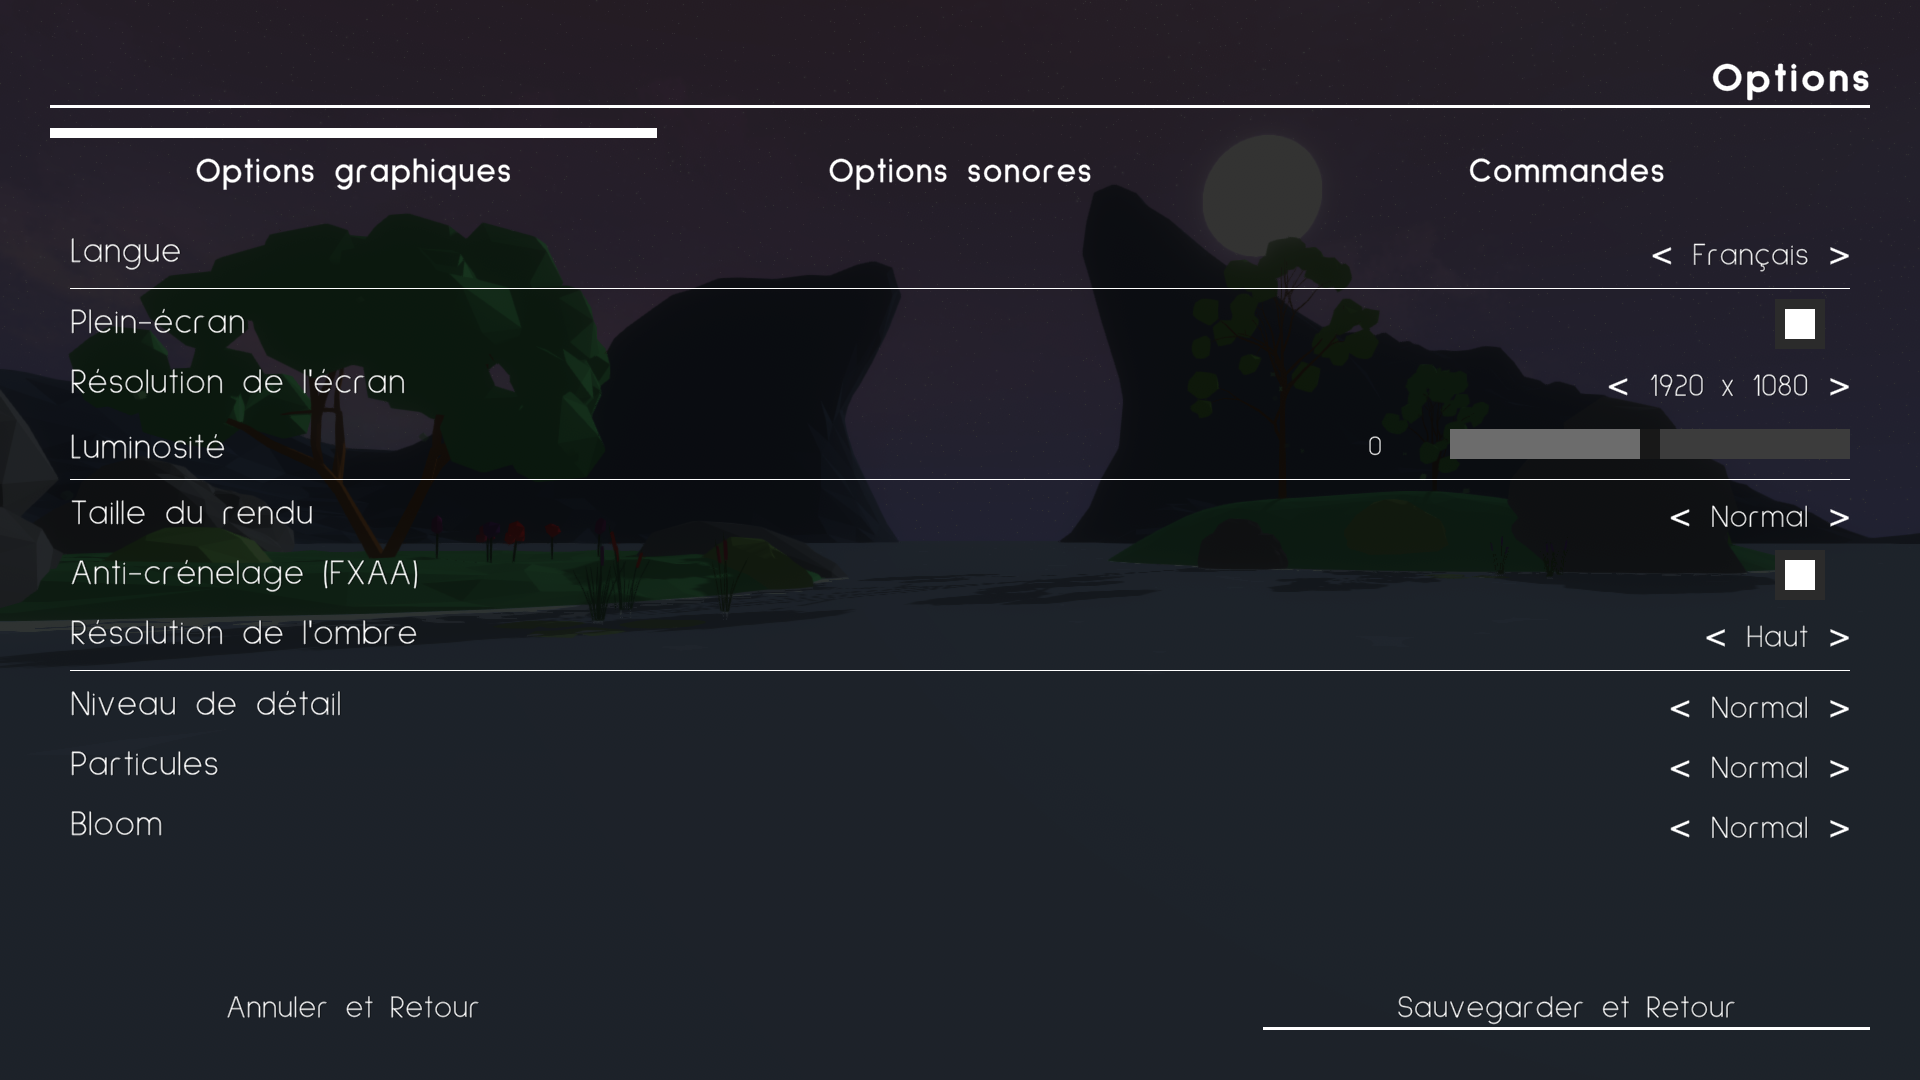 Options
Options graphiques Options sonores Commandes
Langue < Français >
Plein-écran
Résolution de l'écran < 1920 x 1080 >
Luminosité 0
Taille du rendu < Normal >
Anti-crénelage (FXAA)
Résolution de l'ombre < Haut >
Niveau de détail < Normal >
Particules < Normal >
Bloom < Normal >
Annuler et Retour Sauvegarder et Retour